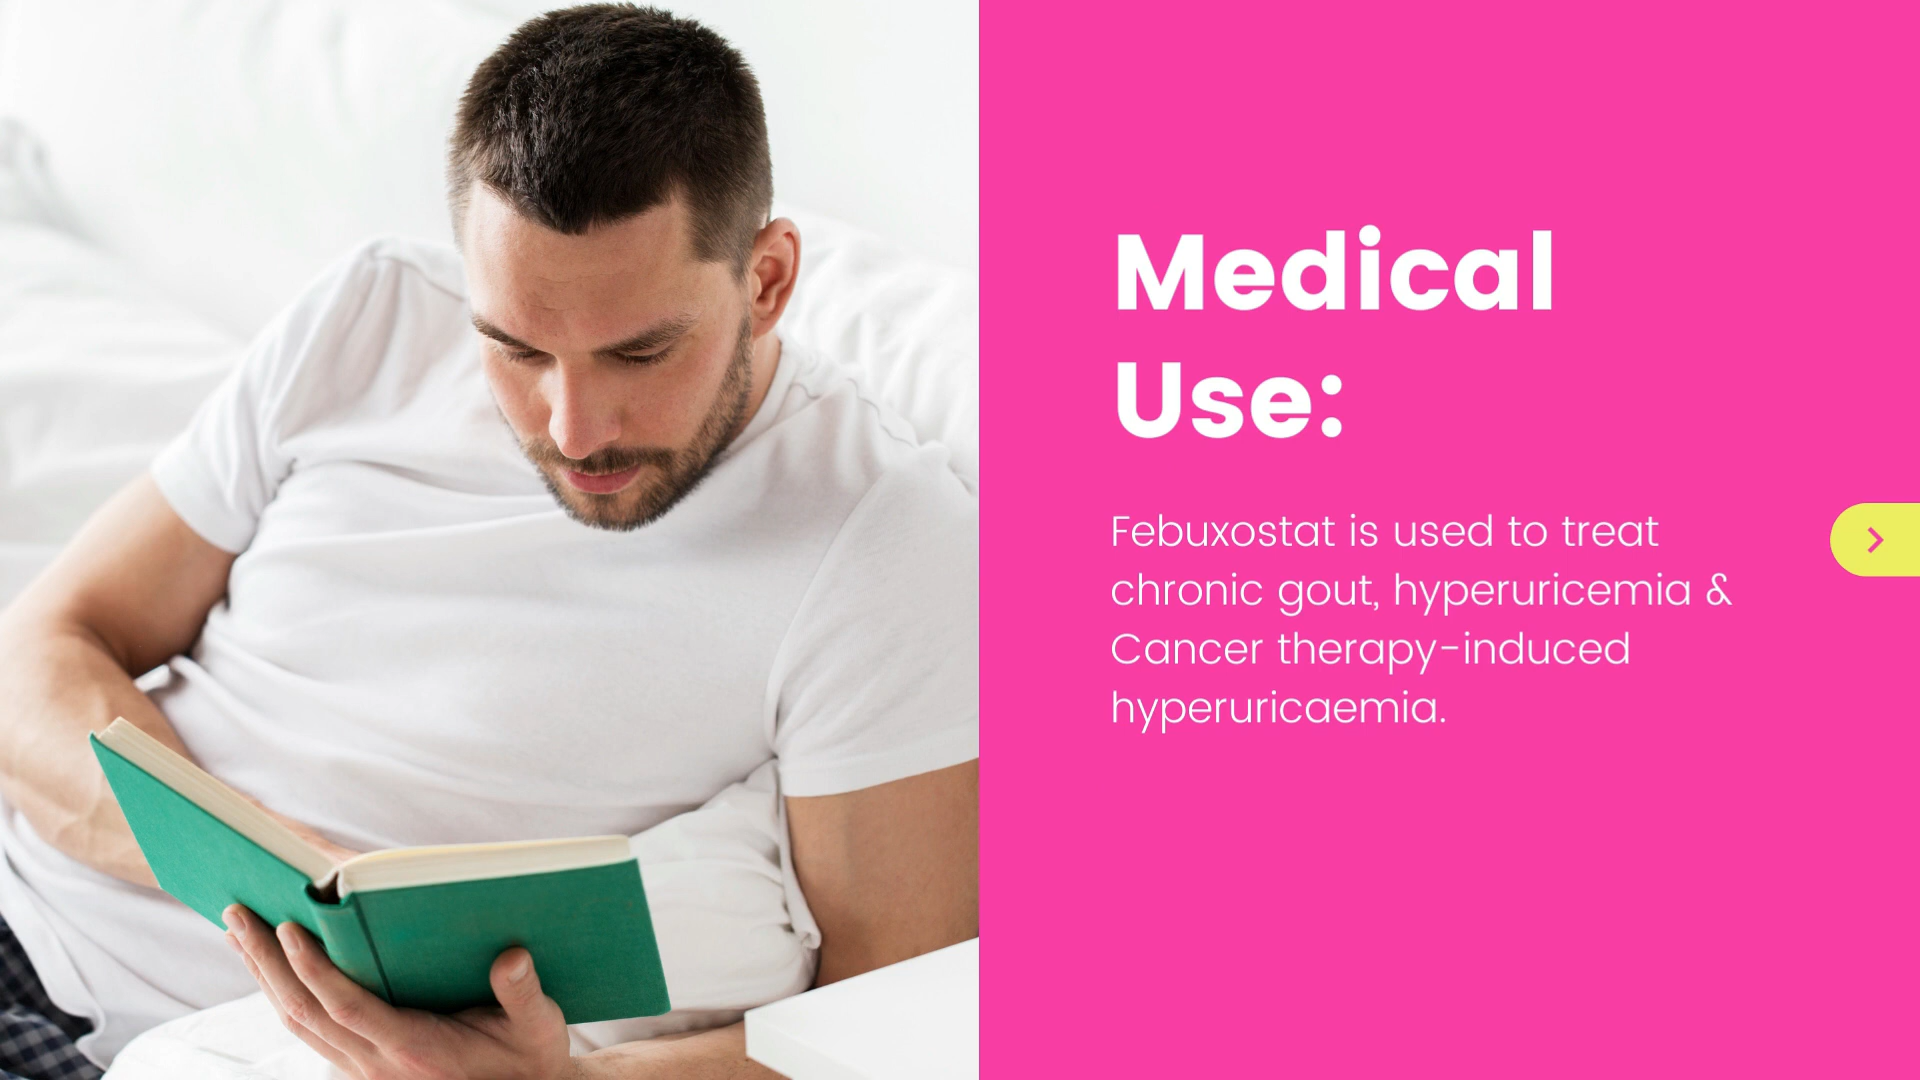 Medical
Use:
Febuxostat is used to treat
chronic gout, hyperuricemia &
Cancer therapy-induced
hyperuricaemia.